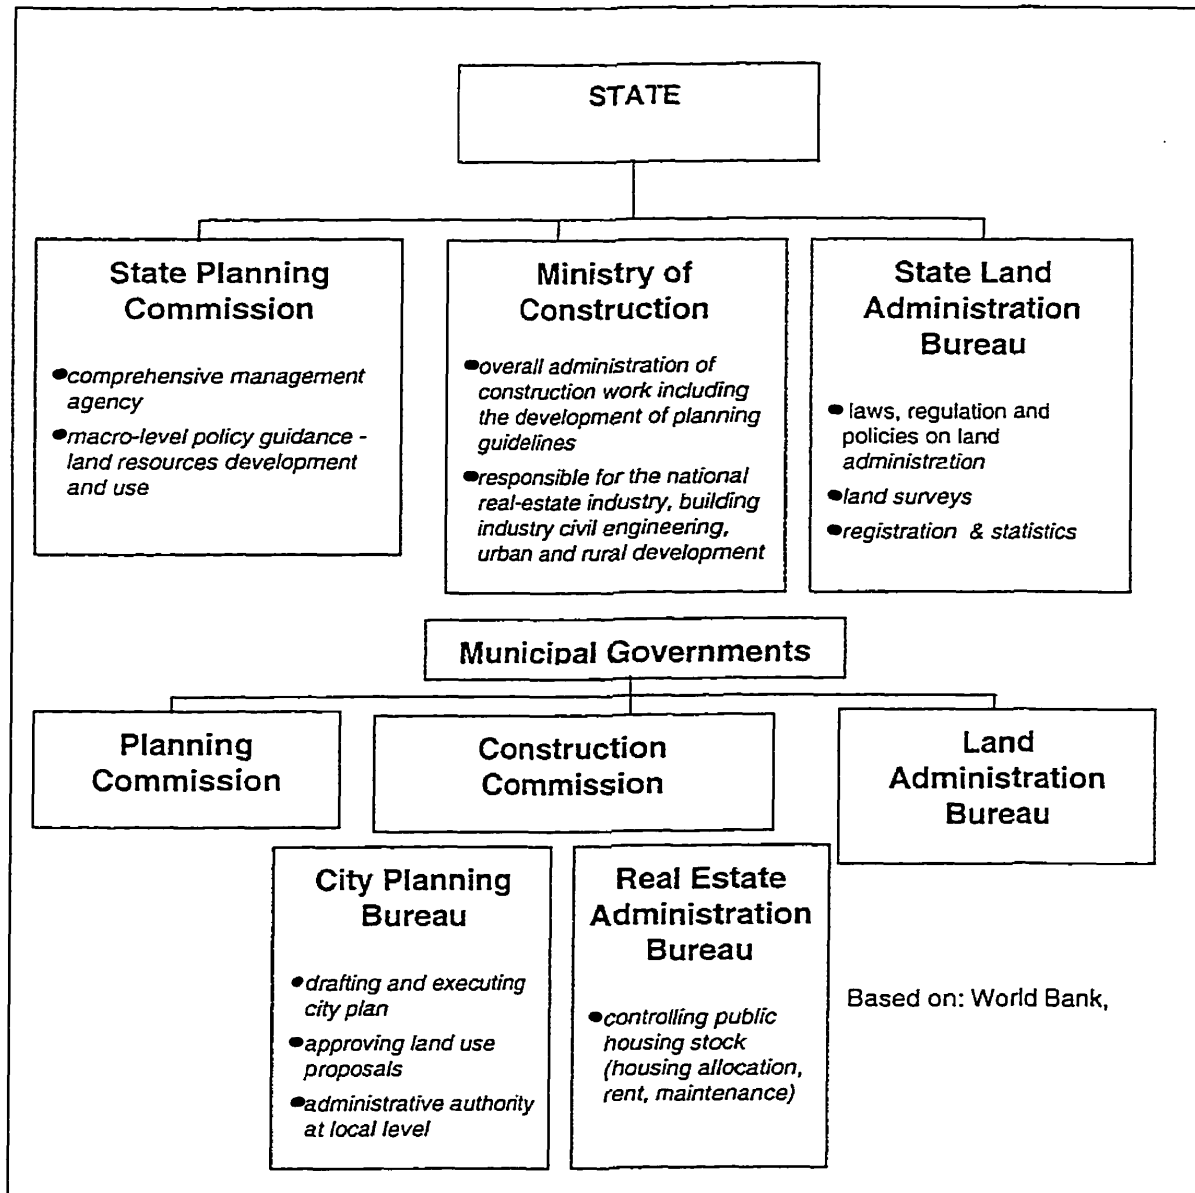 STATE
State Planning
Commission
●comprehensive management
agency
●macro-level policy guidance -
land resources development
and use
Ministry of
Construction
●overall administration of
construction work including
the development of planning
guidelines
●responsible for the national
real-estate industry, building
industry civil engineering,
urban and rural development
State Land
Administration
Bureau
● laws, regulation and
policies on land
administration
●land surveys
●registration & statistics
Municipal Governments
Planning
Commission
Construction
Commission
Land
Administration
Bureau
City Planning
Bureau
●drafting and executing
city plan
●approving land use
proposals
●administrative authority
at local level
Real Estate
Administration
Bureau
●controlling public
housing stock
(housing allocation,
rent, maintenance)
Based on: World Bank,